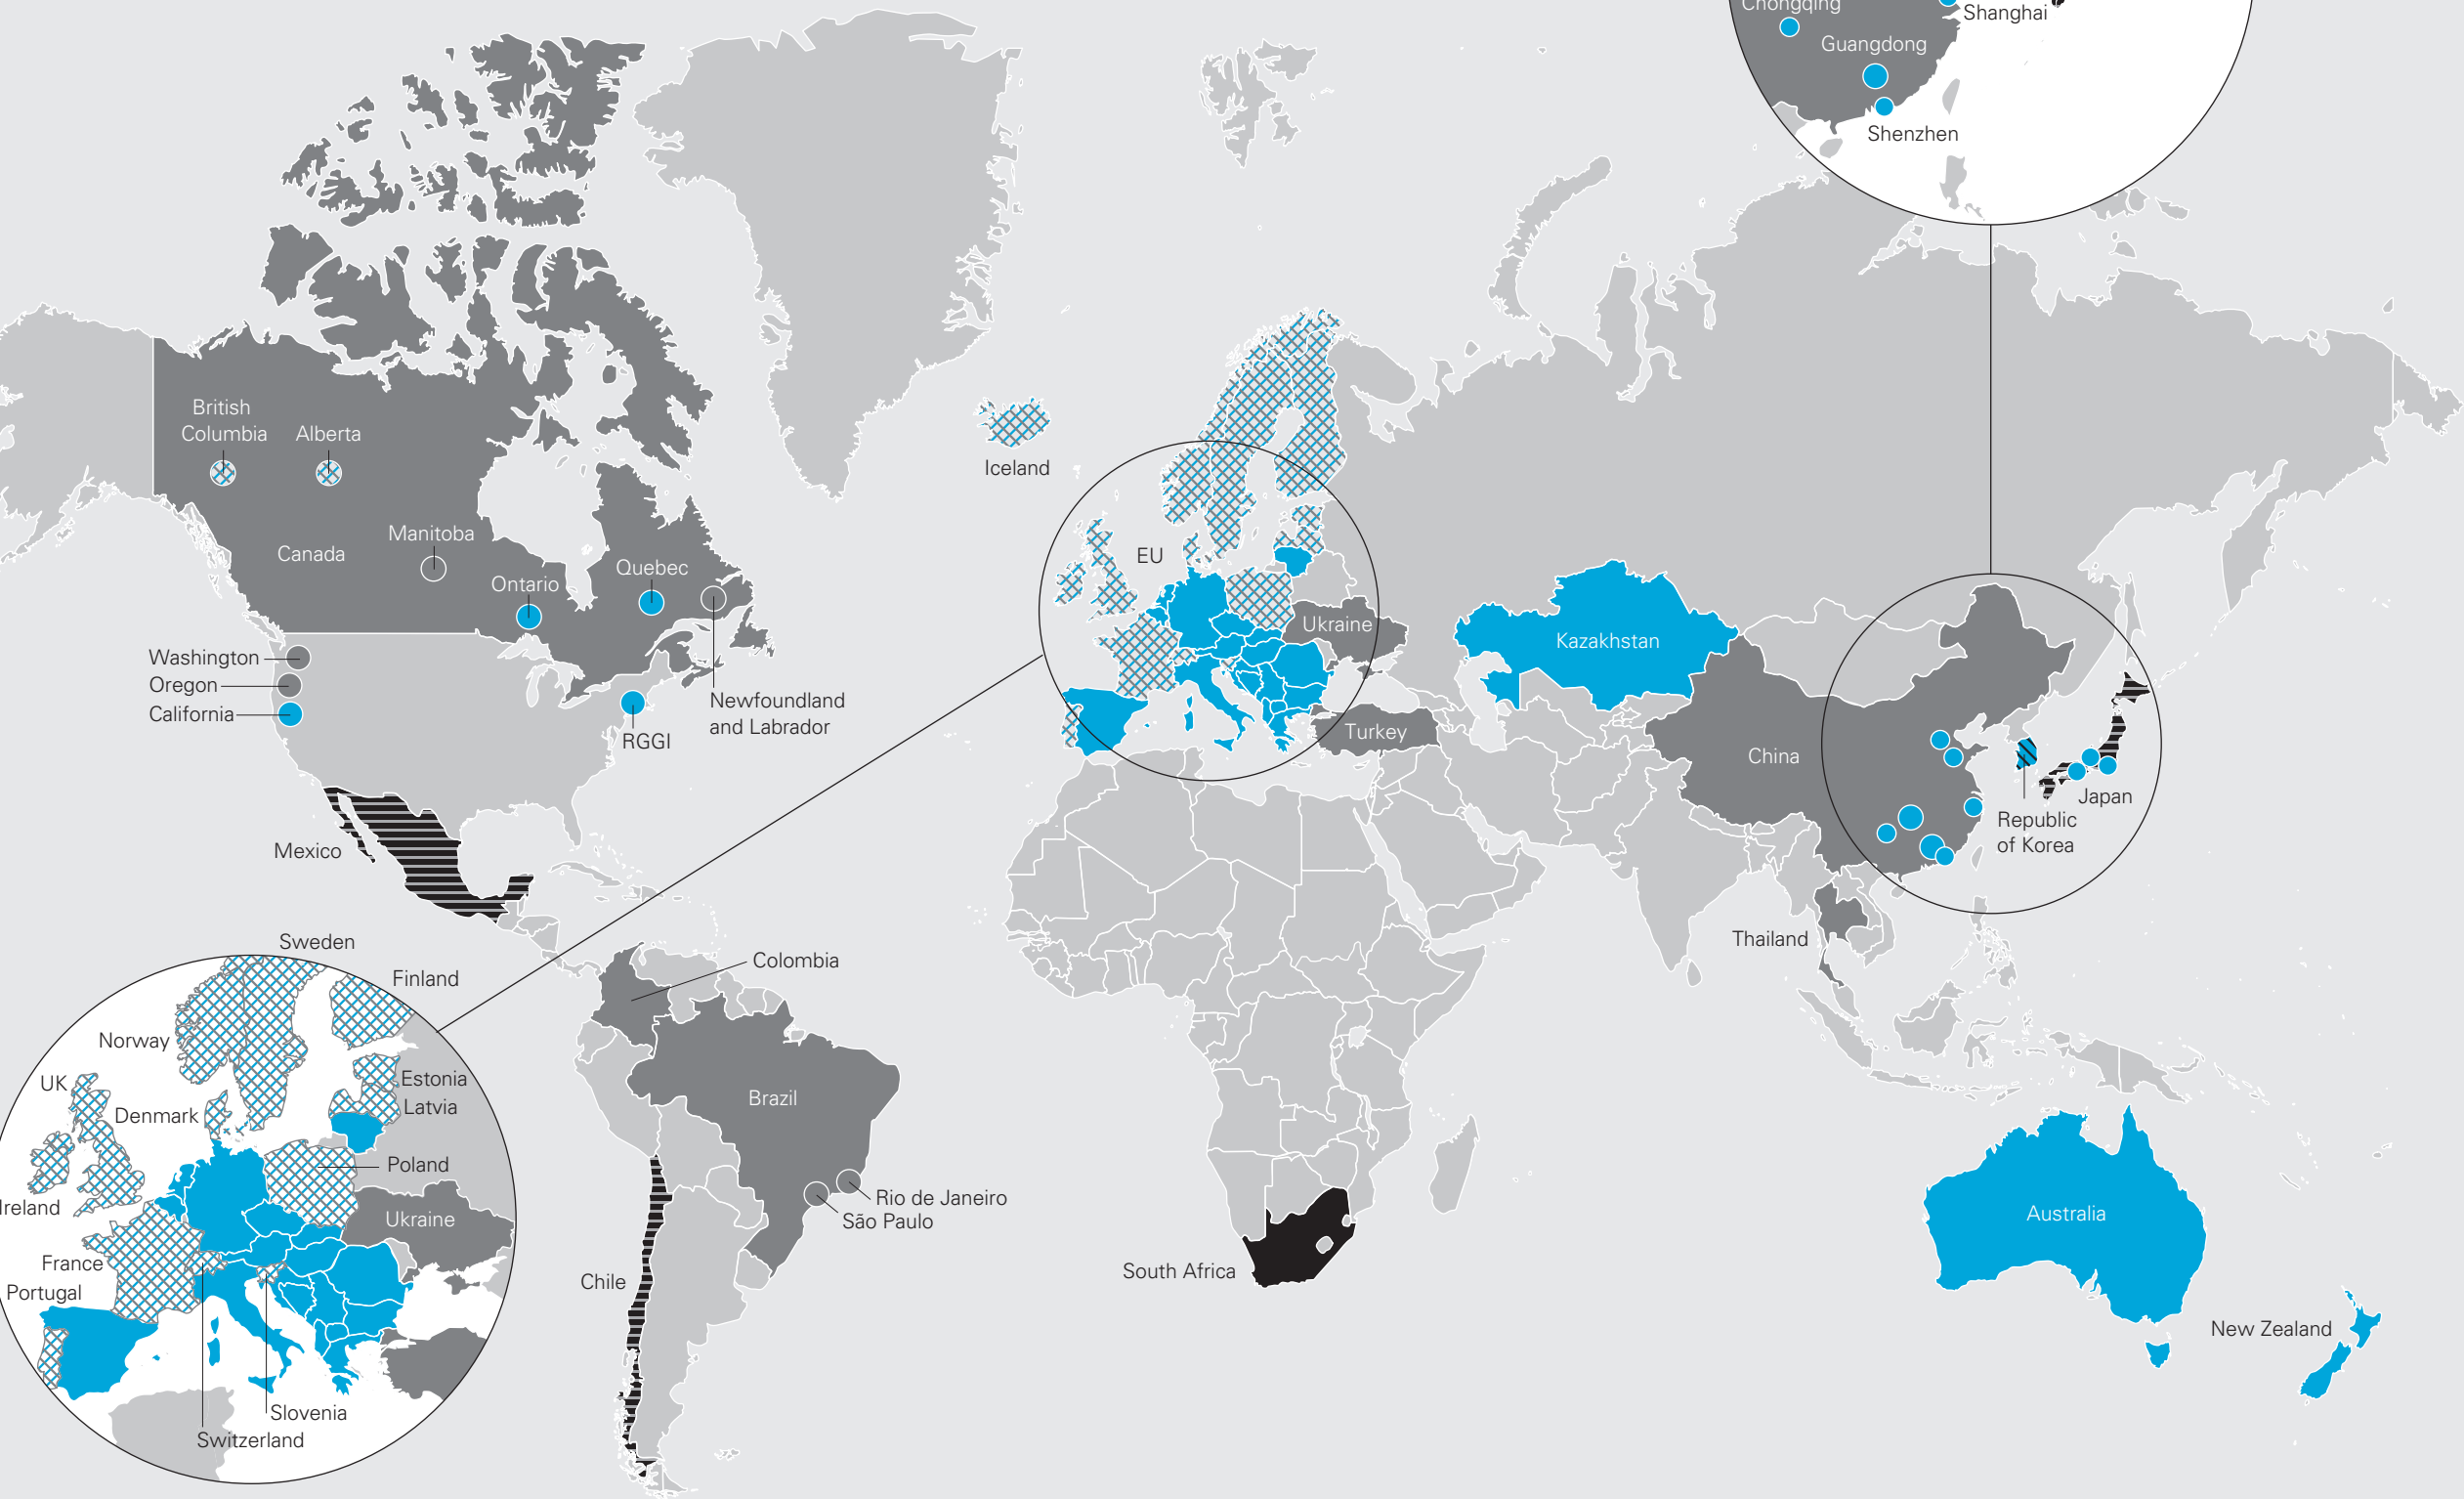 Chongqing
Shanghai
Guangdong
Shenzhen
British
Columbia
Alberta
Iceland
Manitoba
Canada
EU
Quebec
Ontario
Ukraine
Kazakhstan
Washington
Oregon
California
Newfoundland
and Labrador
RGGI
Turkey
China
Japan
Republic
of Korea
Mexico
Thailand
Sweden
Colombia
Finland
Norway
UK
Estonia
Latvia
Denmark
Brazil
Poland
Ireland
Ukraine
Rio de Janeiro
São Paulo
Australia
France
South Africa
Portugal
Chile
New Zealand
Slovenia
Switzerland